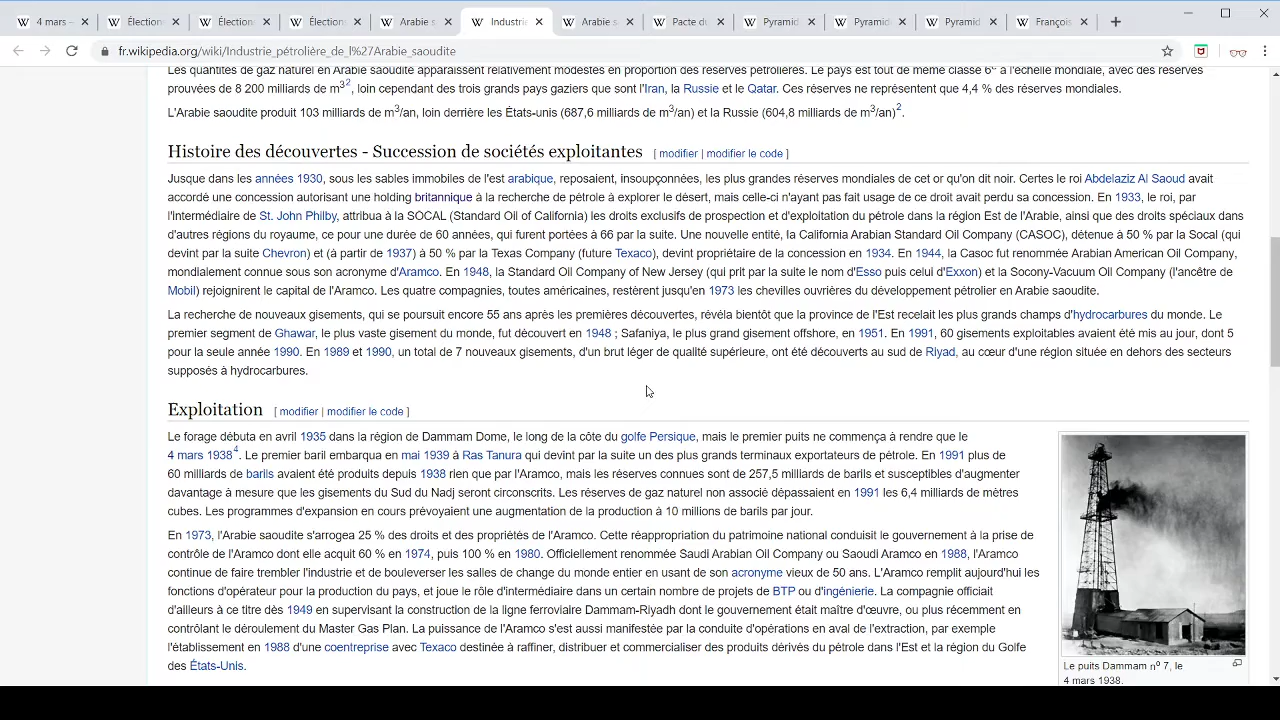 4 mars –
Élection
Élection
Élection
Arabie s
Industrie
Arabie s
Pacte du
Pyramid
Pyramid
Pyramid
François
fr.wikipedia.org/wiki/Industrie_pétrolière_de_l%27Arabie_saoudite
Les quantités de gaz naturel en Arabie saoudite apparaissent relativement modestes en proportion des réserves pétrolières. Le pays est tout de même classé 6e à l'échelle mondiale, avec des réserves
prouvées de 8 200 milliards de m3 2, loin cependant des trois grands pays gaziers que sont l'Iran, la Russie et le Qatar. Ces réserves ne représentent que 4,4 % des réserves mondiales.
L'Arabie saoudite produit 103 milliards de m3/an, loin derrière les États-unis (687,6 milliards de m3/an) et la Russie (604,8 milliards de m3/an)2.
Histoire des découvertes - Succession de sociétés exploitantes [ modifier | modifier le code ]
Jusque dans les années 1930, sous les sables immobiles de l'est arabique, reposaient, insoupçonnées, les plus grandes réserves mondiales de cet or qu'on dit noir. Certes le roi Abdelaziz Al Saoud avait
accordé une concession autorisant une holding britannique à la recherche de pétrole à explorer le désert, mais celle-ci n'ayant pas fait usage de ce droit avait perdu sa concession. En 1933, le roi, par
l'intermédiaire de St. John Philby, attribua à la SOCAL (Standard Oil of California) les droits exclusifs de prospection et d'exploitation du pétrole dans la région Est de l'Arabie, ainsi que des droits spéciaux dans
d'autres régions du royaume, ce pour une durée de 60 années, qui furent portées à 66 par la suite. Une nouvelle entité, la California Arabian Standard Oil Company (CASOC), détenue à 50 % par la Socal (qui
devint par la suite Chevron) et (à partir de 1937) à 50 % par la Texas Company (future Texaco), devint propriétaire de la concession en 1934. En 1944, la Casoc fut renommée Arabian American Oil Company,
mondialement connue sous son acronyme d'Aramco. En 1948, la Standard Oil Company of New Jersey (qui prit par la suite le nom d'Esso puis celui d'Exxon) et la Socony-Vacuum Oil Company (l'ancêtre de
Mobil) rejoignirent le capital de l'Aramco. Les quatre compagnies, toutes américaines, restèrent jusqu'en 1973 les chevilles ouvrières du développement pétrolier en Arabie saoudite.
La recherche de nouveaux gisements, qui se poursuit encore 55 ans après les premières découvertes, révéla bientôt que la province de l'Est recelait les plus grands champs d'hydrocarbures du monde. Le
premier segment de Ghawar, le plus vaste gisement du monde, fut découvert en 1948 ; Safaniya, le plus grand gisement offshore, en 1951. En 1991, 60 gisements exploitables avaient été mis au jour, dont 5
pour la seule année 1990. En 1989 et 1990, un total de 7 nouveaux gisements, d'un brut léger de qualité supérieure, ont été découverts au sud de Riyad, au cœur d'une région située en dehors des secteurs
supposés à hydrocarbures.
Exploitation [ modifier | modifier le code ]
Le forage débuta en avril 1935 dans la région de Dammam Dome, le long de la côte du golfe Persique, mais le premier puits ne commença à rendre que le
4 mars 1938 4. Le premier baril embarqua en mai 1939 à Ras Tanura qui devint par la suite un des plus grands terminaux exportateurs de pétrole. En 1991 plus de
60 milliards de barils avaient été produits depuis 1938 rien que par l'Aramco, mais les réserves connues sont de 257,5 milliards de barils et susceptibles d'augmenter
davantage à mesure que les gisements du Sud du Nadj seront circonscrits. Les réserves de gaz naturel non associé dépassaient en 1991 les 6,4 milliards de mètres
cubes. Les programmes d'expansion en cours prévoyaient une augmentation de la production à 10 millions de barils par jour.
En 1973, l'Arabie saoudite s'arrogea 25 % des droits et des propriétés de l'Aramco. Cette réappropriation du patrimoine national conduisit le gouvernement à la prise de
contrôle de l'Aramco dont elle acquit 60 % en 1974, puis 100 % en 1980. Officiellement renommée Saudi Arabian Oil Company ou Saoudi Aramco en 1988, l'Aramco
continue de faire trembler l'industrie et de bouleverser les salles de change du monde entier en usant de son acronyme vieux de 50 ans. L'Aramco remplit aujourd'hui les
fonctions d'opérateur pour la production du pays, et joue le rôle d'intermédiaire dans un certain nombre de projets de BTP ou d'ingénierie. La compagnie officiait
d'ailleurs à ce titre dès 1949 en supervisant la construction de la ligne ferroviaire Dammam-Riyadh dont le gouvernement était maître d'œuvre, ou plus récemment en
contrôlant le déroulement du Master Gas Plan. La puissance de l'Aramco s'est aussi manifestée par la conduite d'opérations en aval de l'extraction, par exemple
l'établissement en 1988 d'une coentreprise avec Texaco destinée à raffiner, distribuer et commercialiser des produits dérivés du pétrole dans l'Est et la région du Golfe
des États-Unis.
Le puits Dammam no 7, le
4 mars 1938.